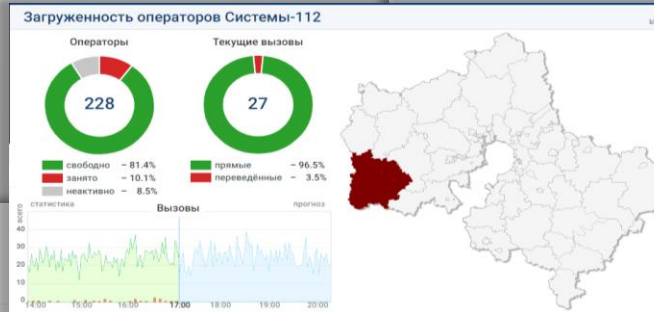 Загруженность операторов Системы-112
Операторы
Текущие вызовы
228
27
свободно – 81.4%
занято – 10.1%
неактивно – 8.5%
прямые – 96.5%
переведённые – 3.5%
статистика
Вызовы
прогноз
всего
40
30
20
10
0
14:00 15:00 16:00 17:00 18:00 19:00 20:00